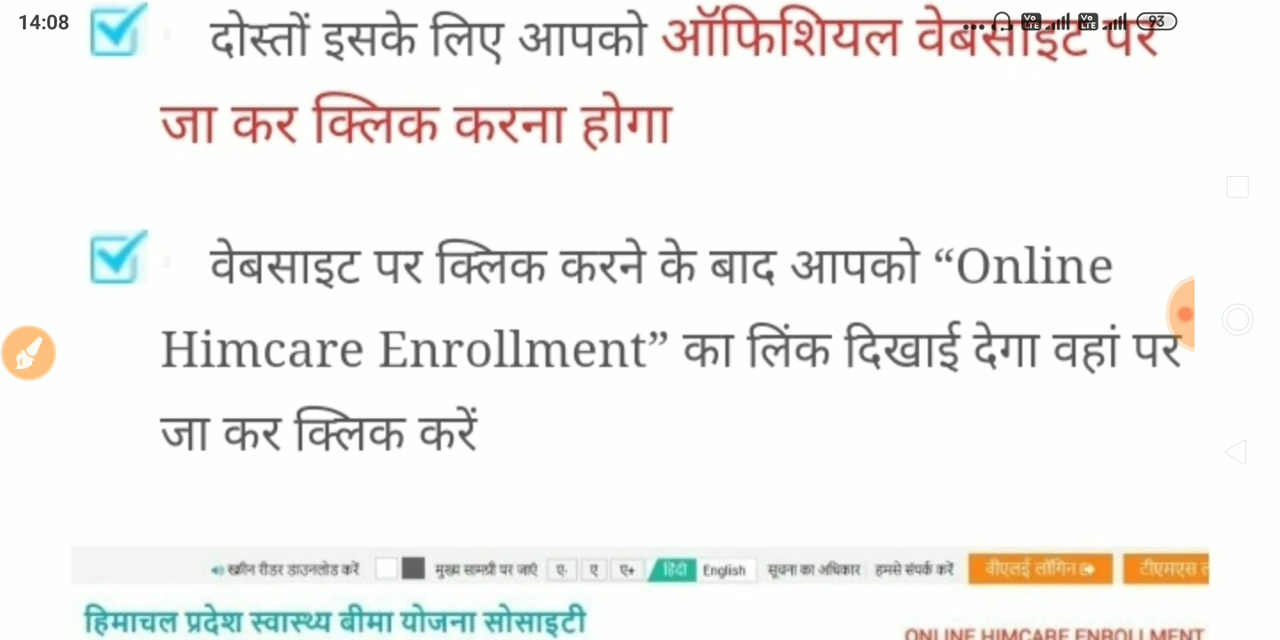 14:08
93
दोस्तों इसके लिए आपको ऑफिशियल वेबसाइट पर
जा कर क्लिक करना होगा
वेबसाइट पर क्लिक करने के बाद आपको “Online
Himcare Enrollment” का लिंक दिखाई देगा वहां पर
जा कर क्लिक करें
स्क्रीन रीडर डाउनलोड करें मुख्य सामग्री पर जाएँ ए- ए ए+ हिंदी English सूचना का अधिकार हमसे संपर्क करें वीएलई लॉगिन टीएमएस
हिमाचल प्रदेश स्वास्थ्य बीमा योजना सोसाइटी
ONLINE HIMCARE ENROLLMENT